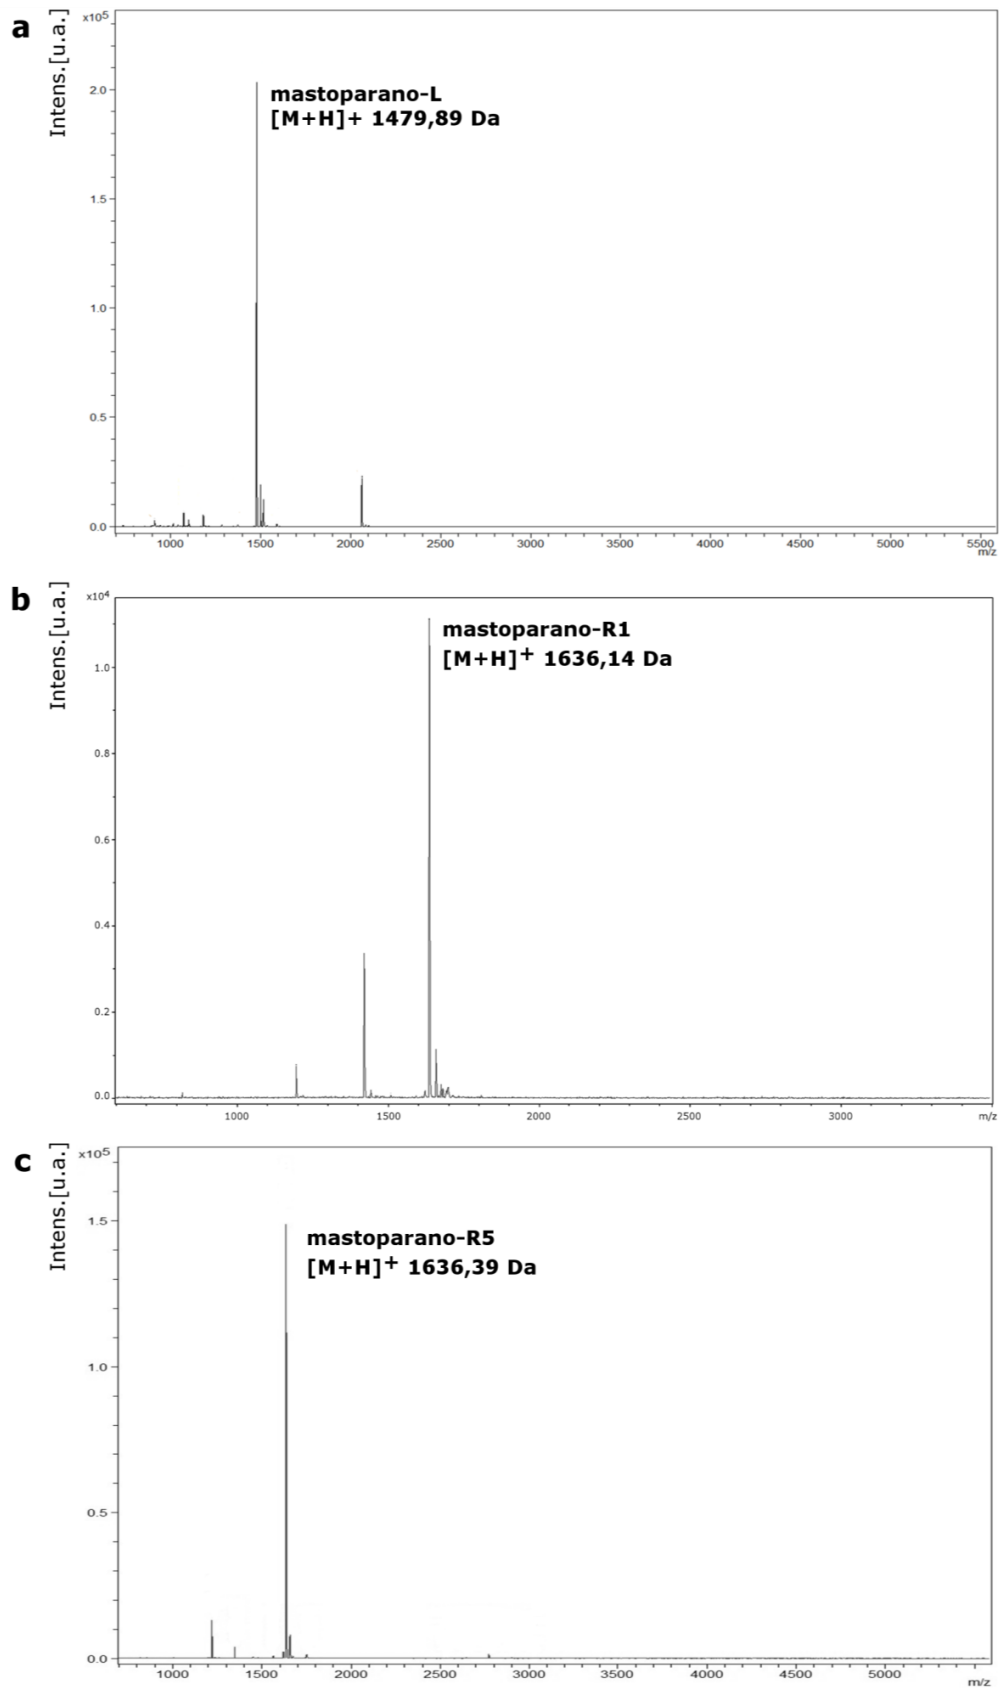 a
Intens.[u.a.]
x10⁵
mastoparano-L
[M+H]+ 1479,89 Da
2.0
1.5
1.0
0.5
0.0
1000 1500 2000 2500 3000 3500 4000 4500 5000 5500
m/z
b
Intens.[u.a.]
x10⁴
mastoparano-R1
[M+H]⁺ 1636,14 Da
1.0
0.8
0.6
0.4
0.2
0.0
1000 1500 2000 2500 3000 m/z
c
Intens.[u.a.]
x10⁵
1.5
mastoparano-R5
[M+H]⁺ 1636,39 Da
1.0
0.5
0.0
1000 1500 2000 2500 3000 3500 4000 4500 5000
m/z